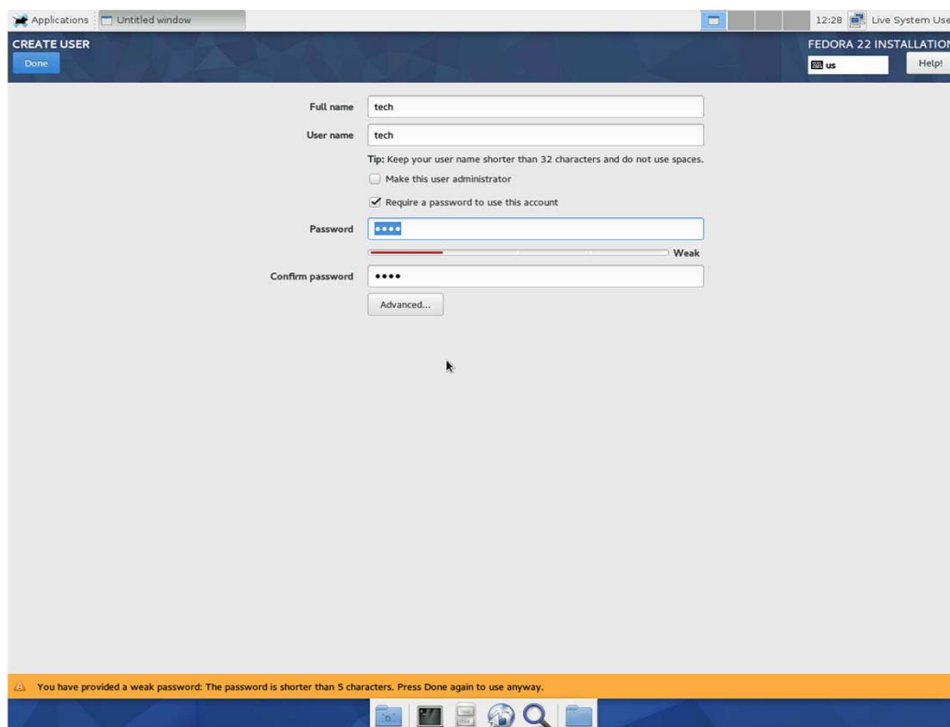 Applications Untitled window 12:28 Live System Use
CREATE USER FEDORA 22 INSTALLATION
Done us Help!
Full name tech
User name tech
Tip: Keep your user name shorter than 32 characters and do not use spaces.
Make this user administrator
Require a password to use this account
Password ••••
Weak
Confirm password ••••
Advanced...
You have provided a weak password: The password is shorter than 5 characters. Press Done again to use anyway.